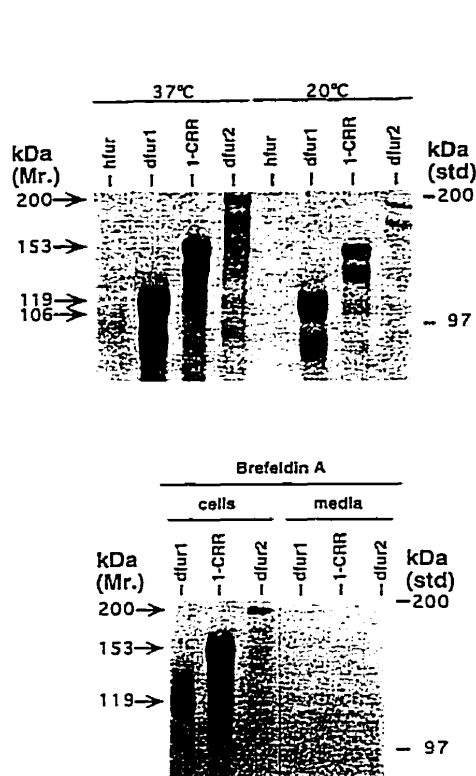 37°C 20°C
kDa (Mr.) hfur dfur1 1-CRR dfur2 hfur dfur1 1-CRR dfur2 kDa (std)
200 200
153
119
106 97
Brefeldin A
cells media
kDa (Mr.) dfur1 1-CRR dfur2 dfur1 1-CRR dfur2 kDa (std)
200 200
153
119
97